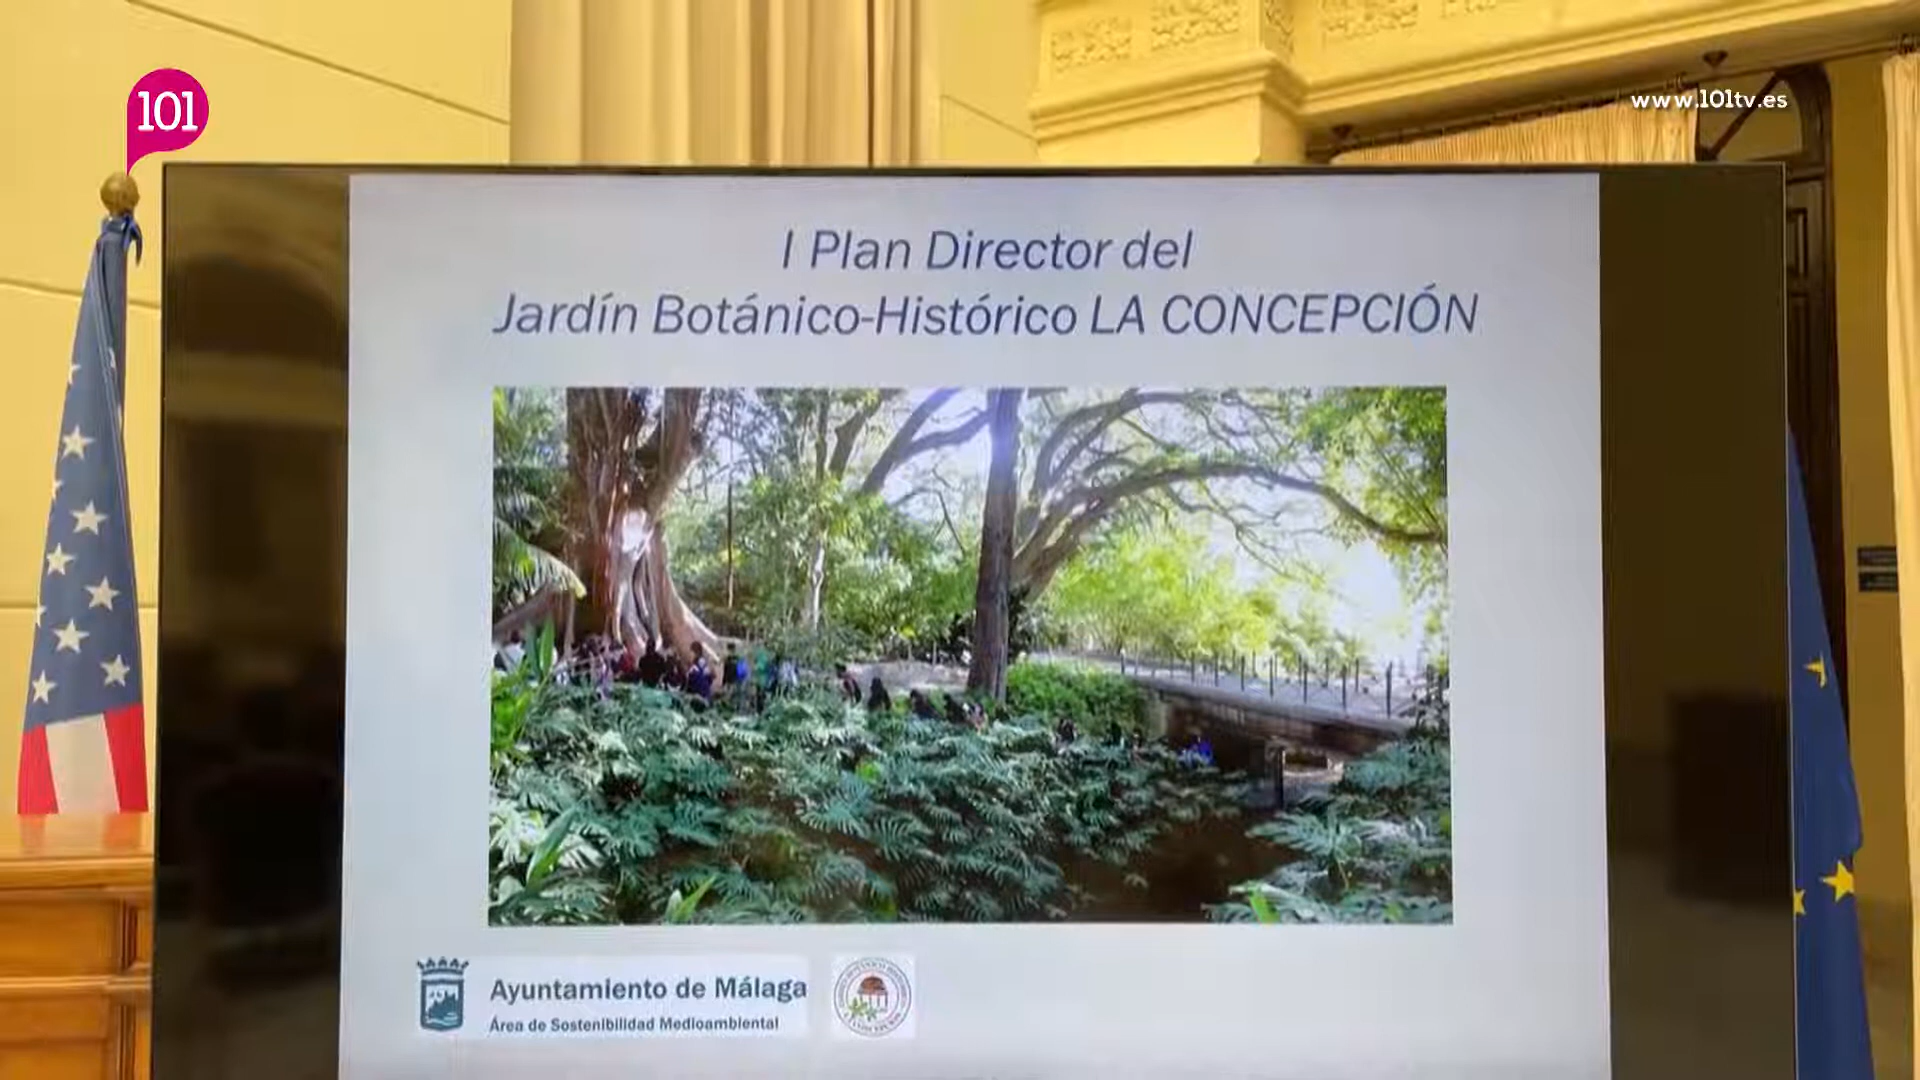 101
www.101tv.es
I Plan Director del
Jardín Botánico-Histórico LA CONCEPCIÓN
Ayuntamiento de Málaga
Área de Sostenibilidad Medioambiental